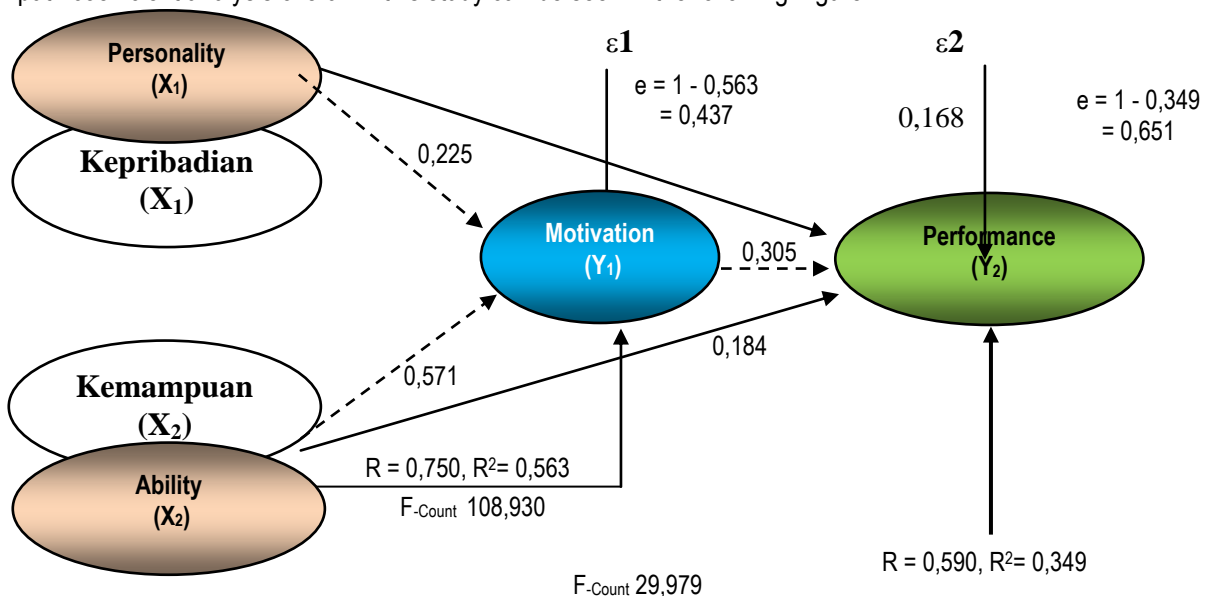 Personality
(X1)
Kepribadian
(X1)
ε1
e = 1 - 0,563
= 0,437
ε2
0,168
e = 1 - 0,349
= 0,651
0,225
Motivation
(Y1)
0,305
Performance
(Y2)
0,184
0,571
Kemampuan
(X2)
Ability
(X2)
R = 0,750, R²= 0,563
F-Count 108,930
R = 0,590, R²= 0,349
F-Count 29,979